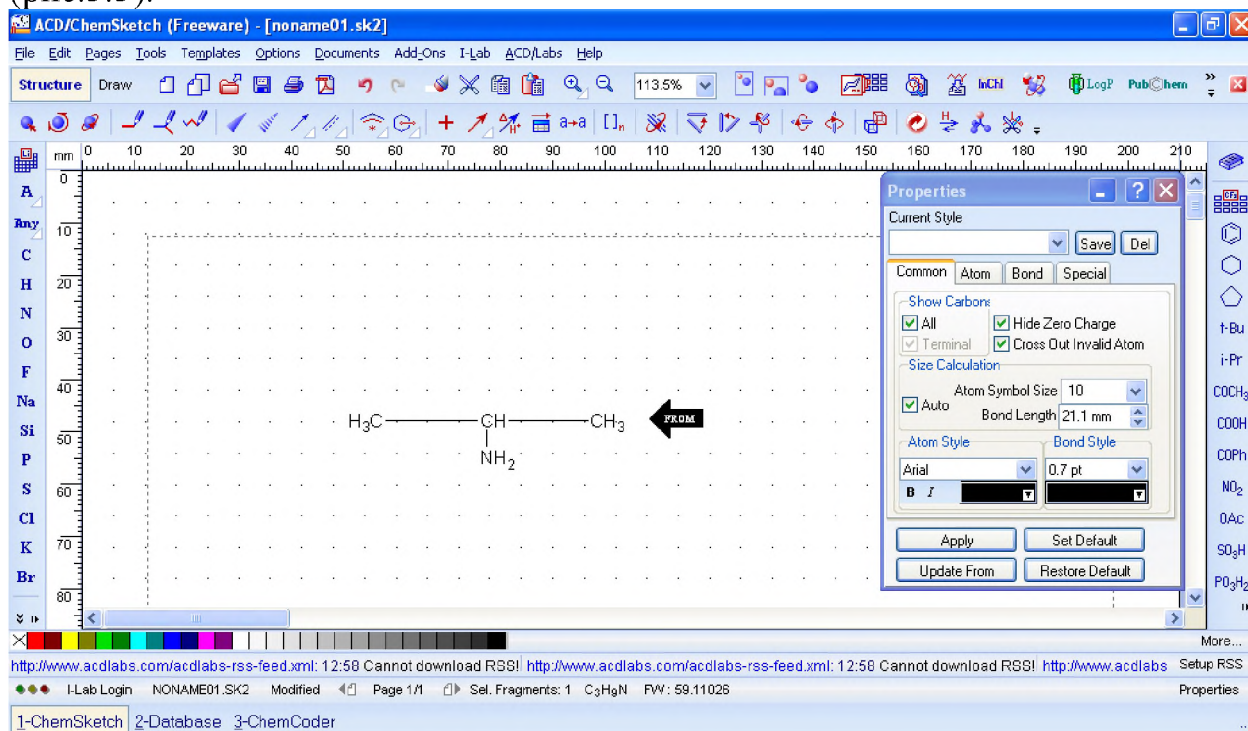 (рис.3.3).
ACD/ChemSketch (Freeware) - [noname01.sk2]
File Edit Pages Tools Templates Options Documents Add-Ons I-Lab ACD/Labs Help
Structure Draw 113.5% InChI LogP PubChem »
+ H+ a→a []n H
mm 0 10 20 30 40 50 60 70 80 90 100 110 120 130 140 150 160 170 180 190 200 210
0
10
20
30
40
50
60
70
80
A
Any
C
H
N
O
F
Na
Si
P
S
Cl
K
Br
H3C CH CH3
NH2
FROM
Properties
Current Style
Save Del
Common Atom Bond Special
Show Carbons
All Hide Zero Charge
Terminal Cross Out Invalid Atom
Size Calculation
Auto Atom Symbol Size 10
Bond Length 21.1 mm
Atom Style Bond Style
Arial 0.7 pt
B I
Apply Set Default
Update From Restore Default
t-Bu
i-Pr
COCH3
COOH
COPh
NO2
OAc
SO3H
PO3H2
More...
http://www.acdlabs.com/acdlabs-rss-feed.xml: 12:58 Cannot download RSS! http://www.acdlabs.com/acdlabs-rss-feed.xml: 12:58 Cannot download RSS! http://www.acdlabs Setup RSS
I-Lab Login NONAME01.SK2 Modified Page 1/1 Sel. Fragments: 1 C3H9N FW: 59.11026 Properties
1-ChemSketch 2-Database 3-ChemCoder